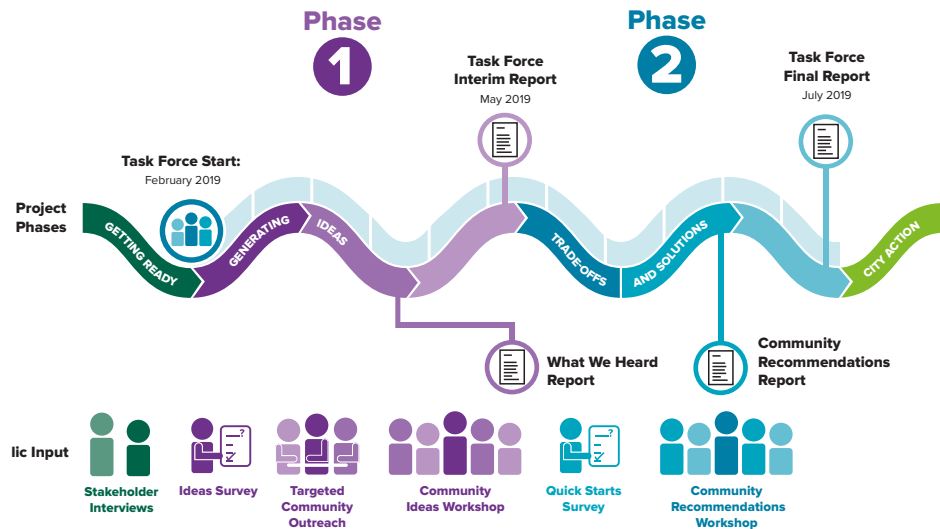 Phase
1
Phase
2
Task Force
Interim Report
May 2019
Task Force
Final Report
July 2019
Task Force Start:
February 2019
Project
Phases
GETTING READY
GENERATING
IDEAS
TRADE-OFFS
AND SOLUTIONS
CITY ACTION
What We Heard
Report
Community
Recommendations
Report
lic Input
?
?
Stakeholder
Interviews
Ideas Survey
Targeted
Community
Outreach
Community
Ideas Workshop
Quick Starts
Survey
Community
Recommendations
Workshop